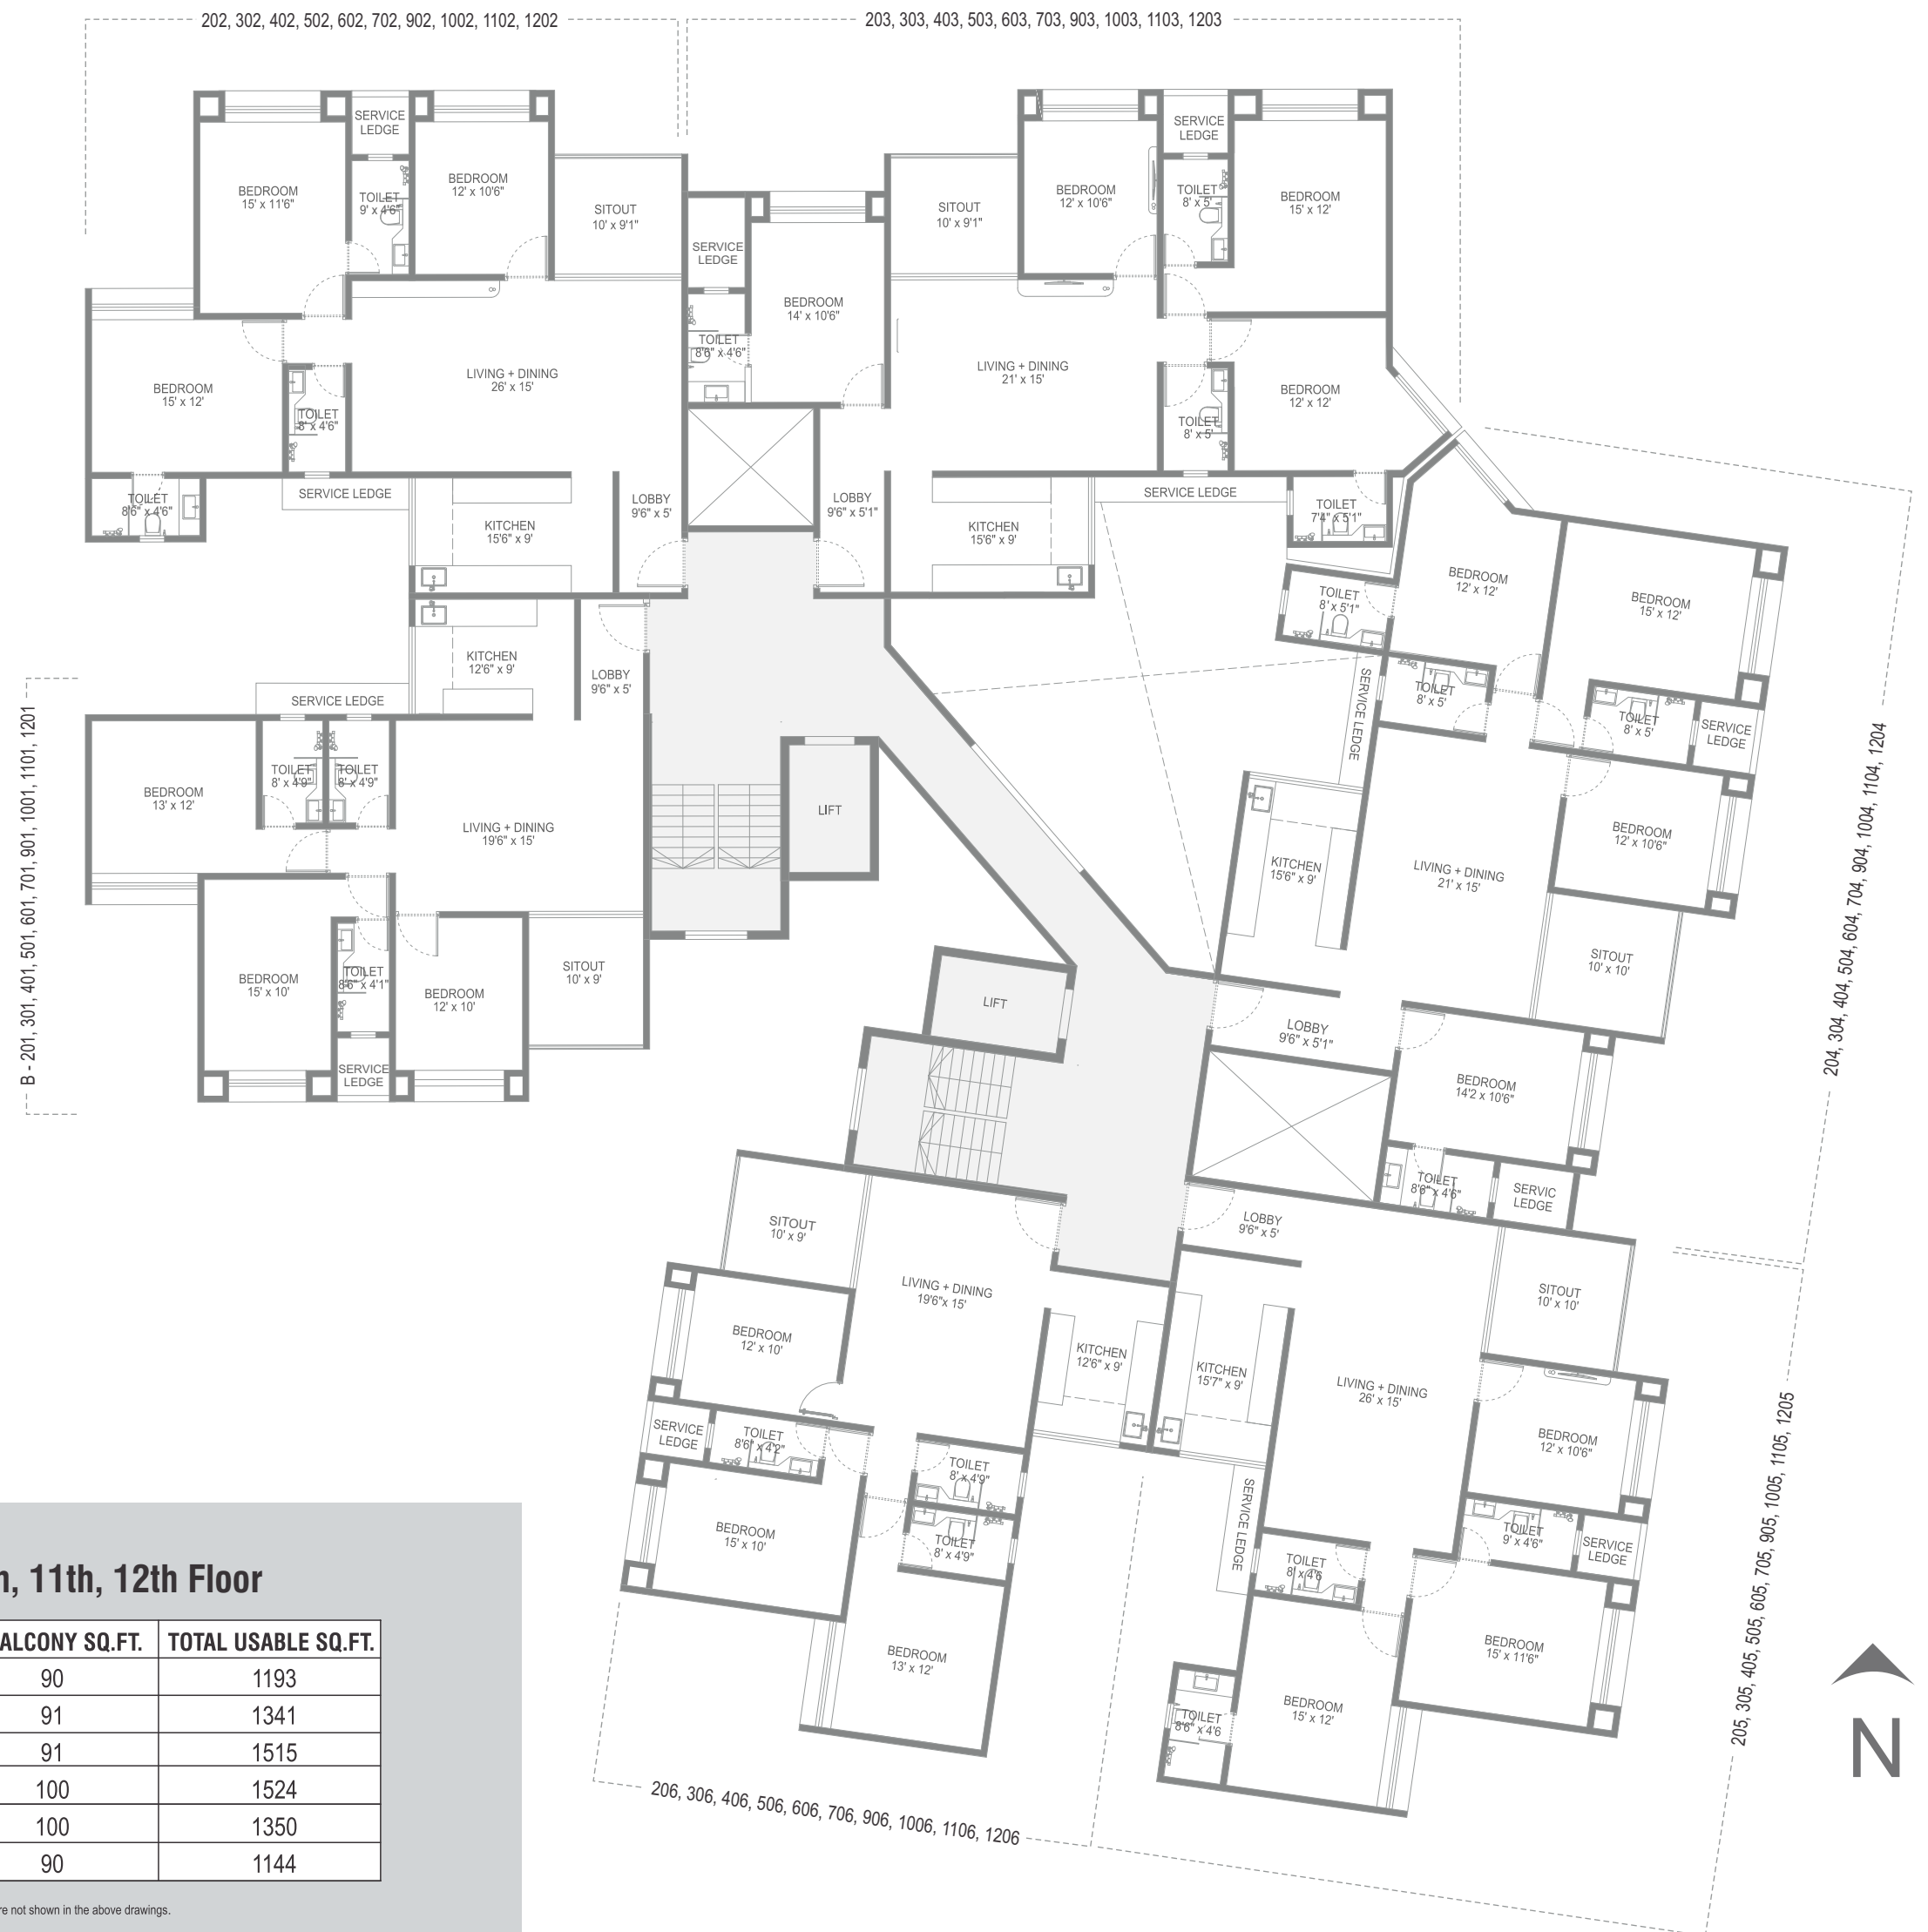 202, 302, 402, 502, 602, 702, 902, 1002, 1102, 1202
203, 303, 403, 503, 603, 703, 903, 1003, 1103, 1203
BEDROOM
15' x 11'6"
SERVICE
LEDGE
TOILET
9' x 4'6"
BEDROOM
12' x 10'6"
SITOUT
10' x 9'1"
SERVICE
LEDGE
BEDROOM
14' x 10'6"
TOILET
8'6" x 4'6"
SITOUT
10' x 9'1"
BEDROOM
12' x 10'6"
SERVICE
LEDGE
TOILET
8' x 5'
BEDROOM
15' x 12'
BEDROOM
15' x 12'
TOILET
8' x 4'6"
LIVING + DINING
26' x 15'
LIVING + DINING
21' x 15'
TOILET
8' x 5'
BEDROOM
12' x 12'
TOILET
8'6" x 4'6"
SERVICE LEDGE
KITCHEN
15'6" x 9'
LOBBY
9'6" x 5'
LOBBY
9'6" x 5'1"
KITCHEN
15'6" x 9'
SERVICE LEDGE
TOILET
7'4" x 5'1"
B - 201, 301, 401, 501, 601, 701, 901, 1001, 1101, 1201
KITCHEN
12'6" x 9'
LOBBY
9'6" x 5'
SERVICE LEDGE
BEDROOM
13' x 12'
TOILET
8' x 4'9"
TOILET
8' x 4'9"
LIVING + DINING
19'6" x 15'
LIFT
BEDROOM
15' x 10'
TOILET
8'6" x 4'1"
BEDROOM
12' x 10'
SITOUT
10' x 9'
SERVICE
LEDGE
TOILET
8' x 5'1"
BEDROOM
12' x 12'
BEDROOM
15' x 12'
SERVICE LEDGE
TOILET
8' x 5'
TOILET
8' x 5'
SERVICE
LEDGE
204, 304, 404, 504, 604, 704, 904, 1004, 1104, 1204
KITCHEN
15'6" x 9'
LIVING + DINING
21' x 15'
BEDROOM
12' x 10'6"
SITOUT
10' x 10'
LIFT
LOBBY
9'6" x 5'1"
BEDROOM
14'2 x 10'6"
TOILET
8'6" x 4'6"
SERVIC
LEDGE
SITOUT
10' x 9'
LIVING + DINING
19'6"x 15'
LOBBY
9'6" x 5'
SITOUT
10' x 10'
BEDROOM
12' x 10'
KITCHEN
12'6" x 9'
KITCHEN
15'7" x 9'
LIVING + DINING
26' x 15'
BEDROOM
12' x 10'6"
SERVICE
LEDGE
TOILET
8'6" x 4'2"
TOILET
8' x 4'9"
BEDROOM
15' x 10'
TOILET
8' x 4'9"
SERVICE LEDGE
TOILET
8' x 4'6
TOILET
9' x 4'6"
SERVICE
LEDGE
205, 305, 405, 505, 605, 705, 905, 1005, 1105, 1205
BEDROOM
13' x 12'
TOILET
8'6" x 4'6
BEDROOM
15' x 12'
BEDROOM
15' x 11'6"
206, 306, 406, 506, 606, 706, 906, 1006, 1106, 1206
N
11th, 12th Floor
ALCONY SQ.FT. TOTAL USABLE SQ.FT.
90 1193
91 1341
91 1515
100 1524
100 1350
90 1144
re not shown in the above drawings.